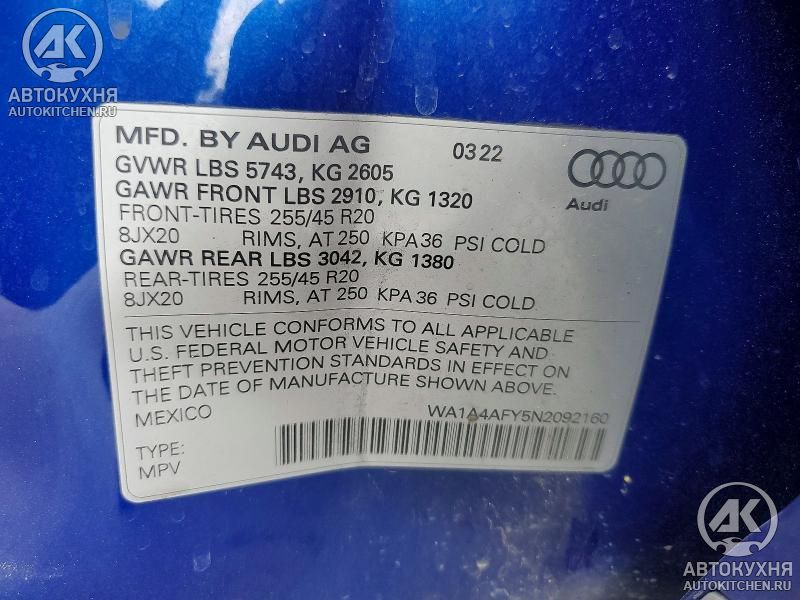 AK
АВТОКУХНЯ
AUTOKITCHEN.RU
MFD. BY AUDI AG 03 22
GVWR LBS 5743, KG 2605
GAWR FRONT LBS 2910, KG 1320
Audi
FRONT-TIRES 255/45 R20
8JX20 RIMS, AT 250 KPA 36 PSI COLD
GAWR REAR LBS 3042, KG 1380
REAR-TIRES 255/45 R20
8JX20 RIMS, AT 250 KPA 36 PSI COLD
THIS VEHICLE CONFORMS TO ALL APPLICABLE
U.S. FEDERAL MOTOR VEHICLE SAFETY AND
THEFT PREVENTION STANDARDS IN EFFECT ON
THE DATE OF MANUFACTURE SHOWN ABOVE.
MEXICO WA1A4AFY5N2092160
TYPE:
MPV
AK
АВТОКУХНЯ
AUTOKITCHEN.RU